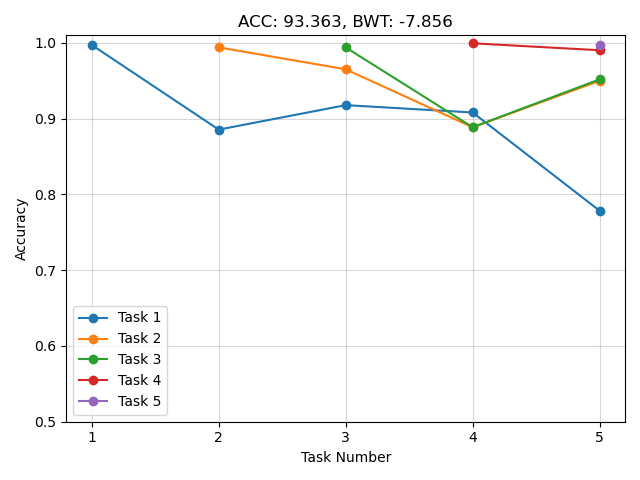 ACC: 93.363, BWT: -7.856
1.0
0.9
0.8
0.7
0.6
0.5
Accuracy
Task 1
Task 2
Task 3
Task 4
Task 5
1 2 3 4 5
Task Number